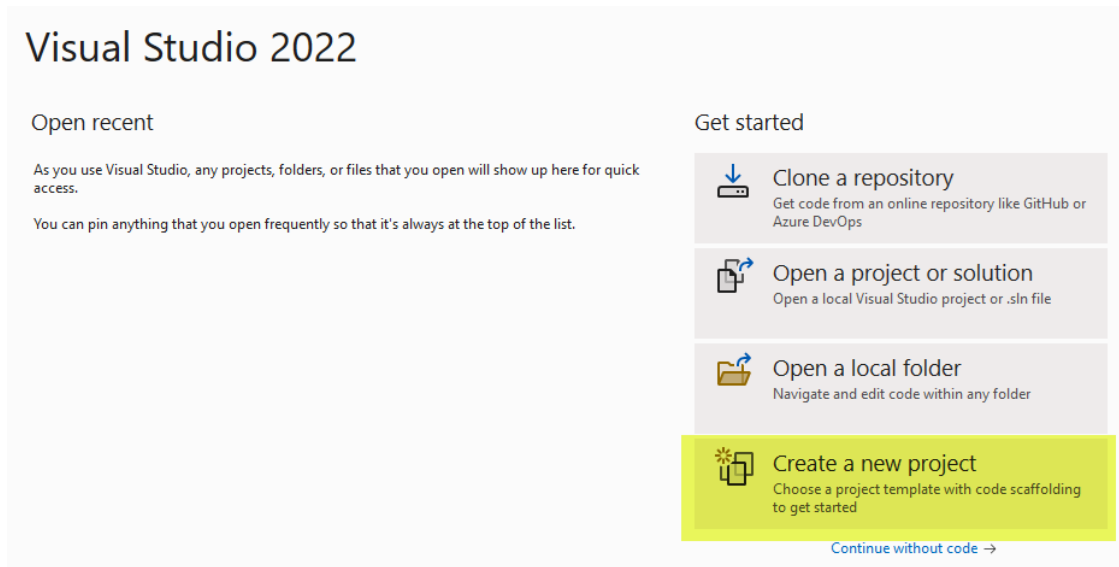 Visual Studio 2022
Open recent
As you use Visual Studio, any projects, folders, or files that you open will show up here for quick
access.
You can pin anything that you open frequently so that it's always at the top of the list.
Get started
Clone a repository
Get code from an online repository like GitHub or
Azure DevOps
Open a project or solution
Open a local Visual Studio project or .sln file
Open a local folder
Navigate and edit code within any folder
Create a new project
Choose a project template with code scaffolding
to get started
Continue without code →